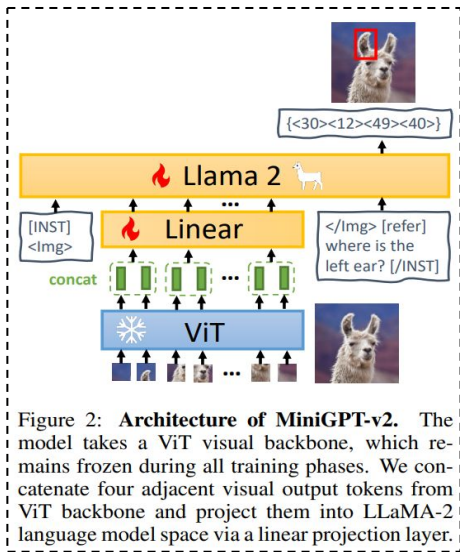 {<30><12><49><40>}
Llama 2
...
[INST]
<Img>
Linear
</Img> [refer]
where is the
left ear? [/INST]
concat
...
ViT
...
Figure 2: Architecture of MiniGPT-v2. The
model takes a ViT visual backbone, which re-
mains frozen during all training phases. We con-
catenate four adjacent visual output tokens from
ViT backbone and project them into LLaMA-2
language model space via a linear projection layer.